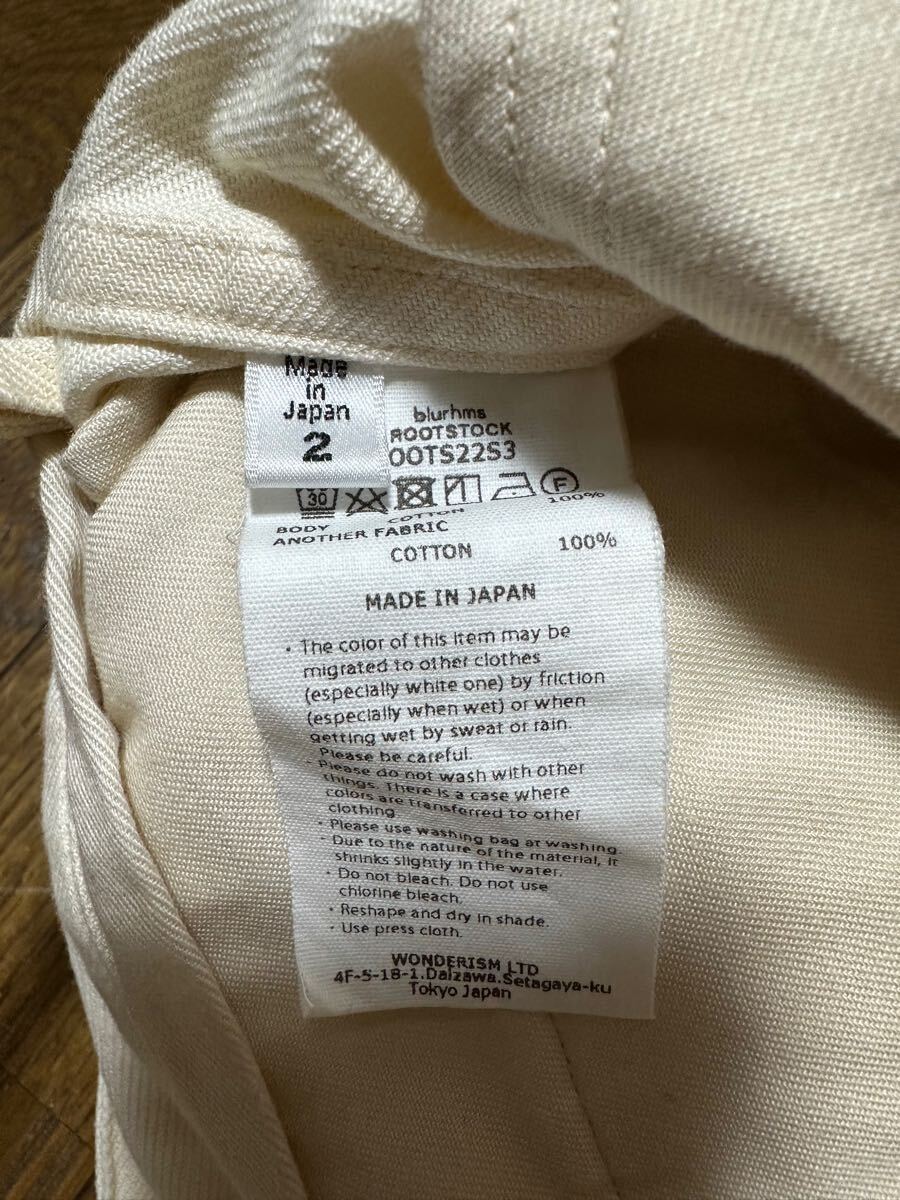 Made
in
Japan
2
blurhms
ROOTSTOCK
OOTS22S3
30
F
BODY COTTON 100%
ANOTHER FABRIC
COTTON 100%
MADE IN JAPAN
· The color of this item may be
migrated to other clothes
(especially white one) by friction
(especially when wet) or when
getting wet by sweat or rain.
Please be careful.
· Please do not wash with other
things. There is a case where
colors are transferred to other
clothing
· Please use washing bag at washing.
· Due to the nature of the material, it
shrinks slightly in the water.
· Do not bleach. Do not use
chlorine bleach.
· Reshape and dry in shade.
· Use press cloth.
WONDERISM LTD
4F-5-18-1.Daizawa.Setagaya-ku
Tokyo Japan